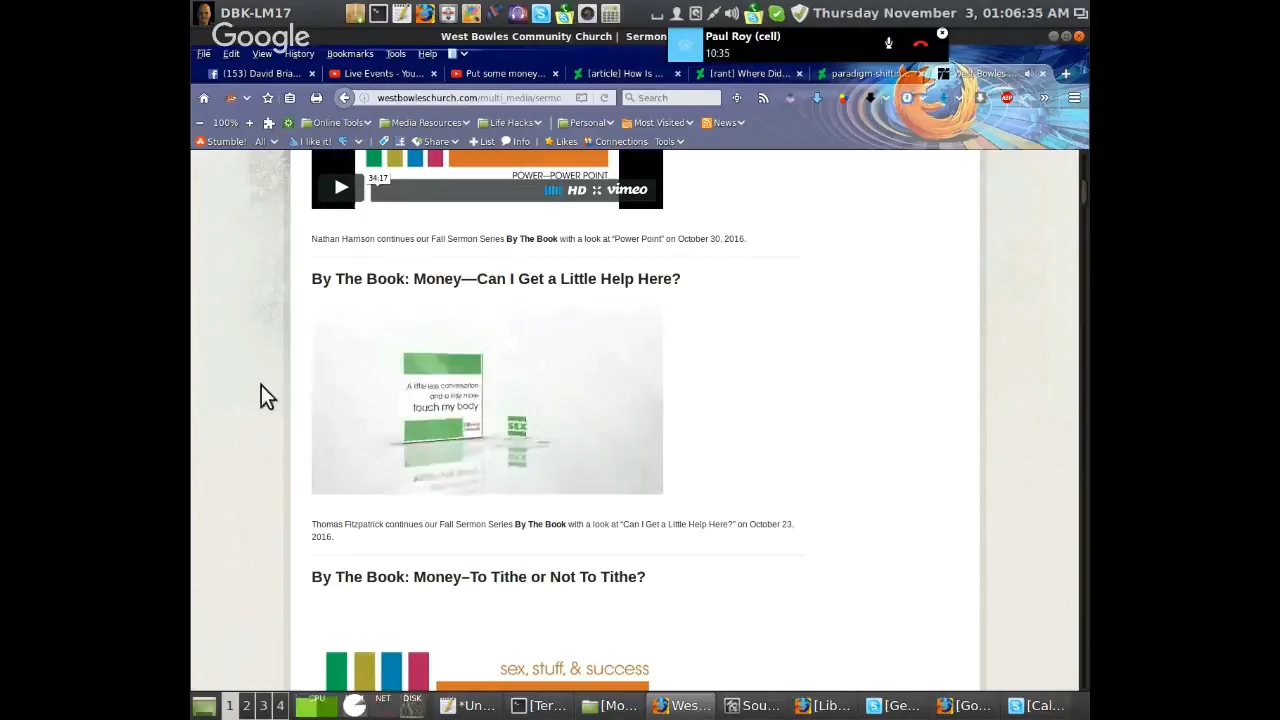 DBK-LM17
Thursday November 3, 01:06:35 AM
Google
West Bowles Community Church | Sermon
Paul Roy (cell)
10:35
File Edit View History Bookmarks Tools Help
(153) David Bria...
Live Events - You...
Put some money...
[article] How Is ...
[rant] Where Did...
paradigm-shiftin...
West Bowles ...
westbowleschurch.com/multi_media/sermo
Search
100%
Online Tools
Media Resources
Life Hacks
Personal
Most Visited
News
Stumble! All I like it! Share List Info Likes Connections Tools
34:17
POWER—POWER POINT
HD vimeo
Nathan Harrison continues our Fall Sermon Series By The Book with a look at “Power Point” on October 30, 2016.
By The Book: Money—Can I Get a Little Help Here?
A little less conversation
and a little more
touch my body
SEX
Thomas Fitzpatrick continues our Fall Sermon Series By The Book with a look at “Can I Get a Little Help Here?” on October 23,
2016.
By The Book: Money–To Tithe or Not To Tithe?
sex, stuff, & success
1 2 3 4
CPU
NET
DISK
*Un...
[Ter...
[Mo...
Wes...
Sou...
[Lib...
[Ge...
[Go...
[Cal...